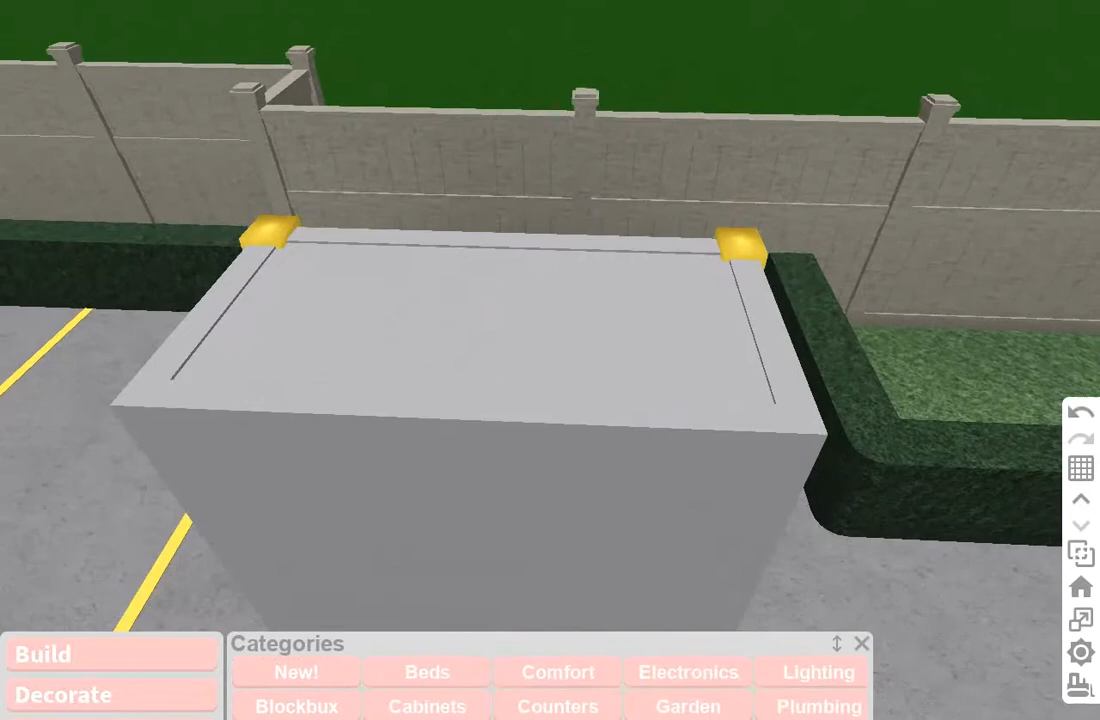 Build
Decorate
Categories
New! Beds Comfort Electronics Lighting
Blockbux Cabinets Counters Garden Plumbing